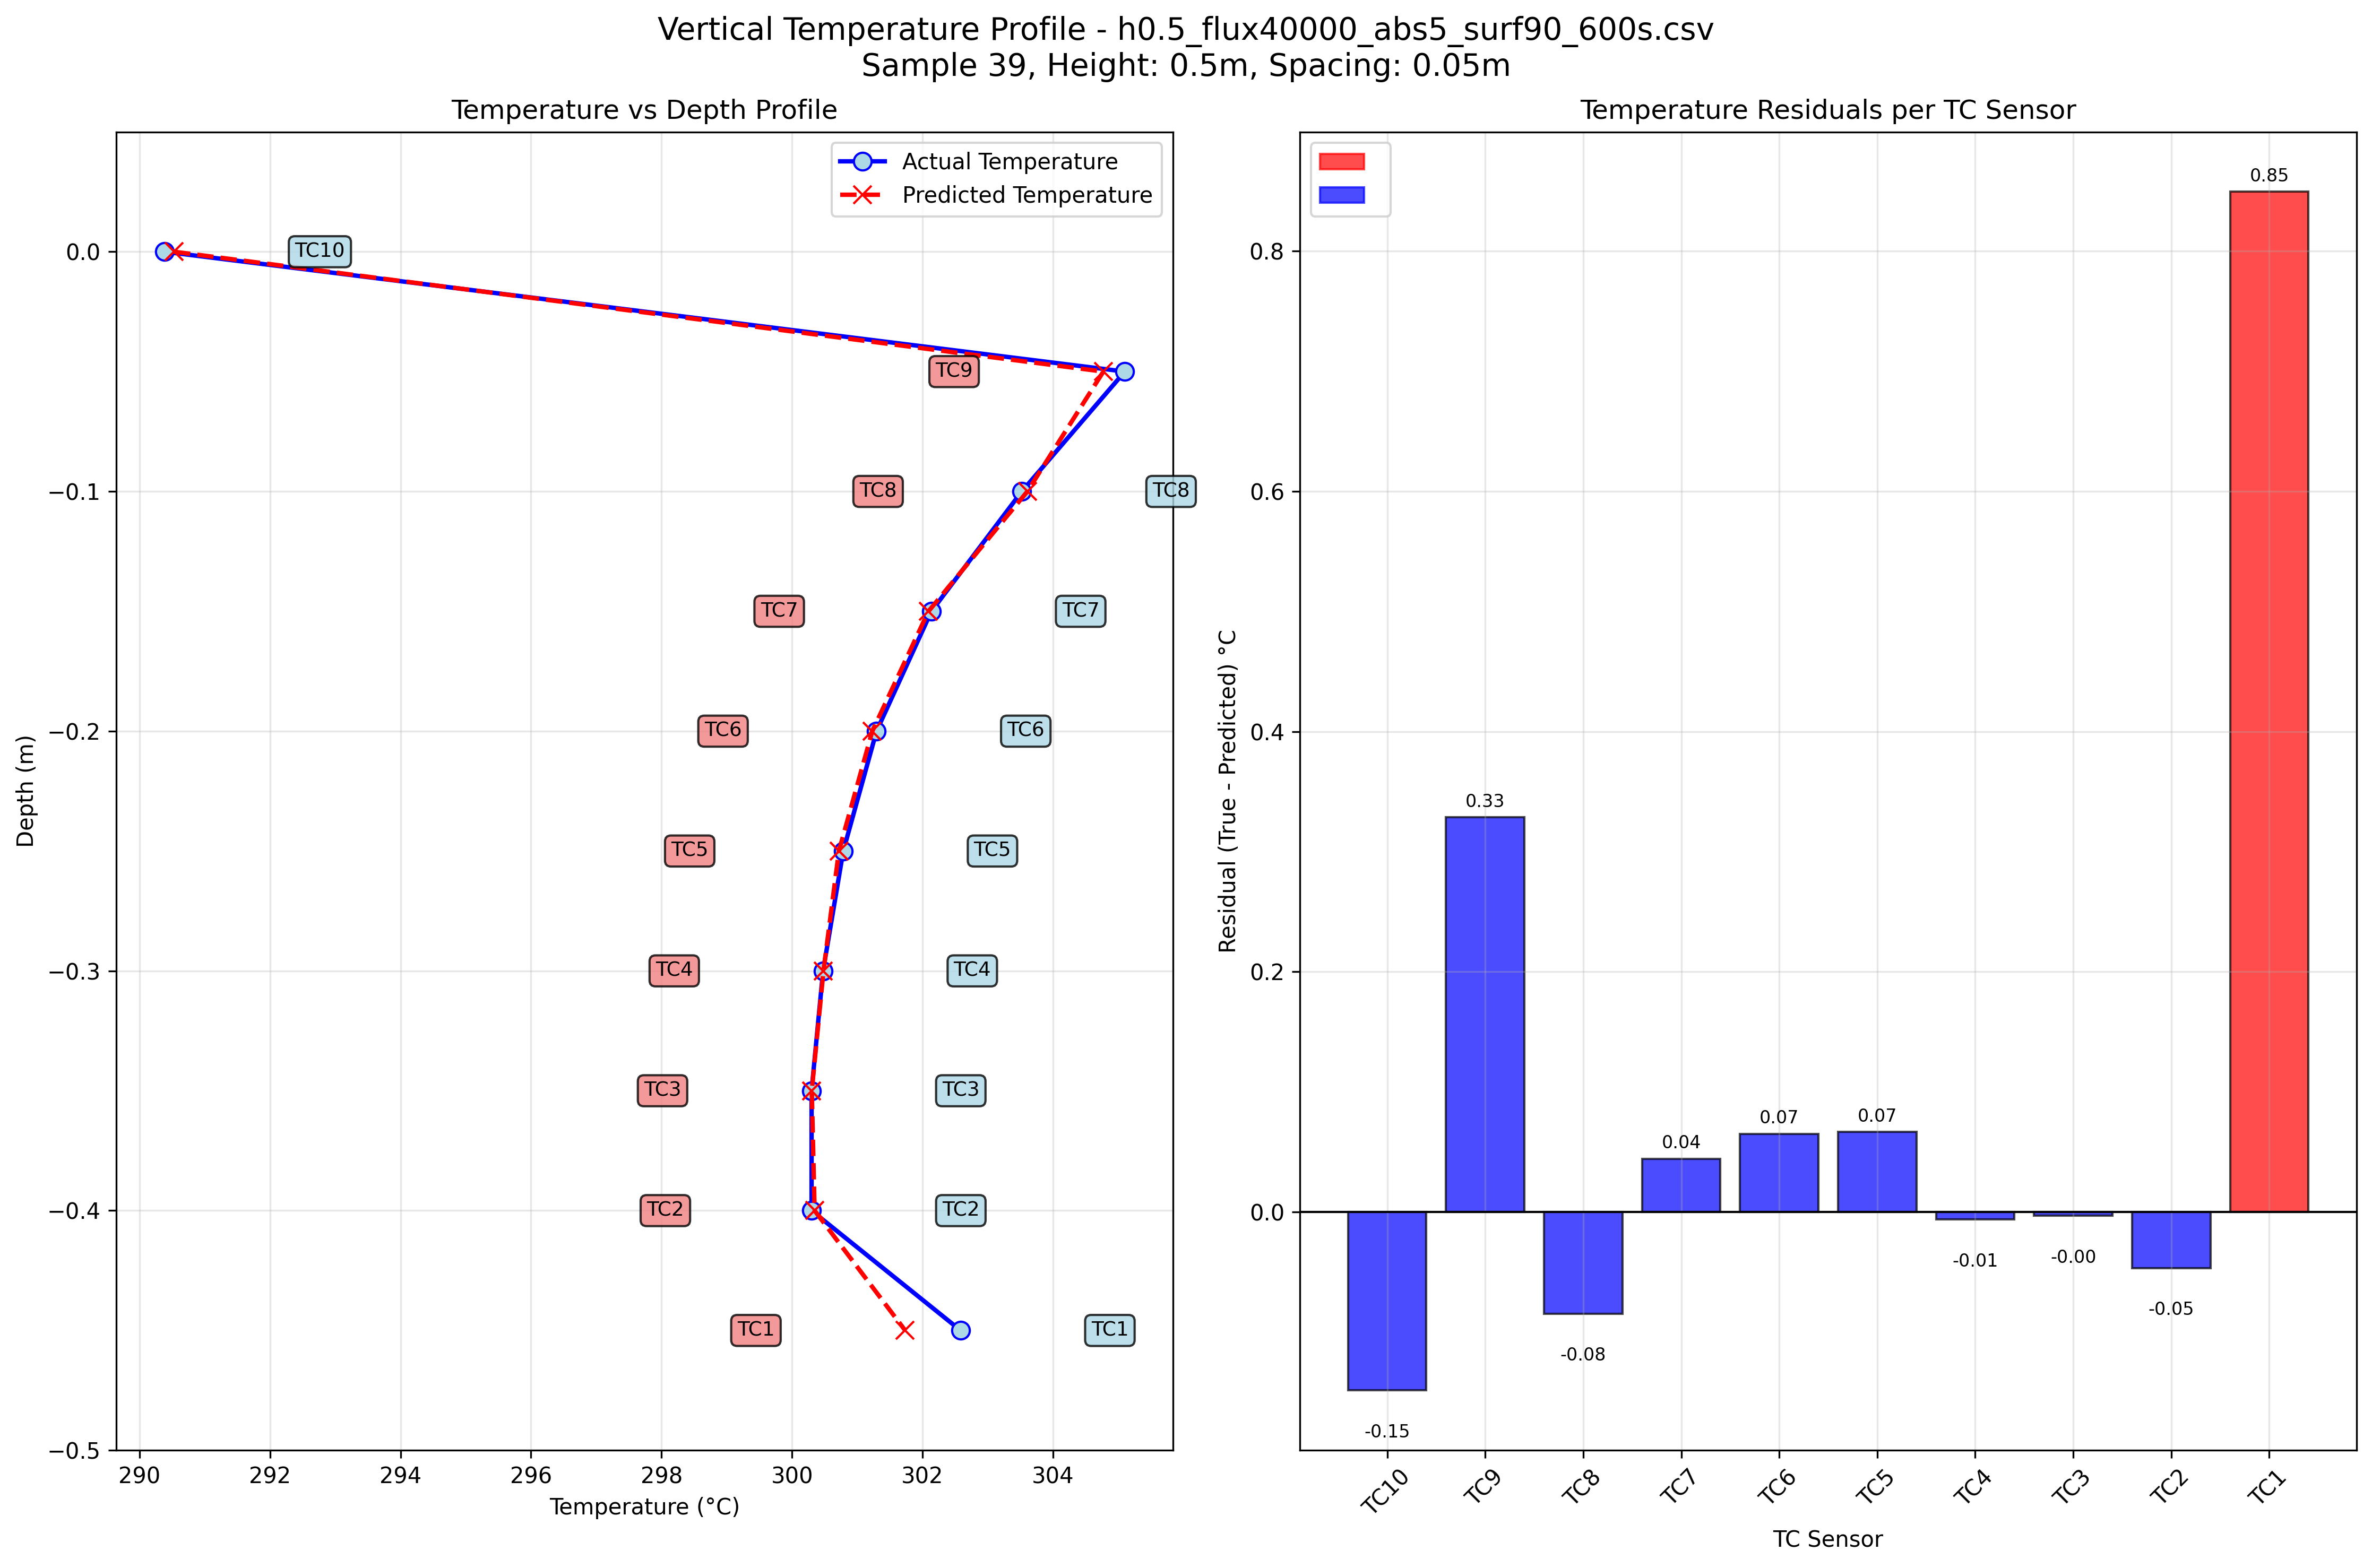 Vertical Temperature Profile - h0.5_flux40000_abs5_surf90_600s.csv
Sample 39, Height: 0.5m, Spacing: 0.05m
Temperature vs Depth Profile
Actual Temperature
Predicted Temperature
TC10
TC9
TC8
TC8
TC7
TC7
TC6
TC6
TC5
TC5
TC4
TC4
TC3
TC3
TC2
TC2
TC1
TC1
0.0
−0.1
−0.2
−0.3
−0.4
−0.5
Depth (m)
290 292 294 296 298 300 302 304
Temperature (°C)
Temperature Residuals per TC Sensor
0.8
0.6
0.4
0.2
0.0
Residual (True - Predicted) °C
-0.15
0.33
-0.08
0.04
0.07
0.07
-0.01
-0.00
-0.05
0.85
TC10 TC9 TC8 TC7 TC6 TC5 TC4 TC3 TC2 TC1
TC Sensor